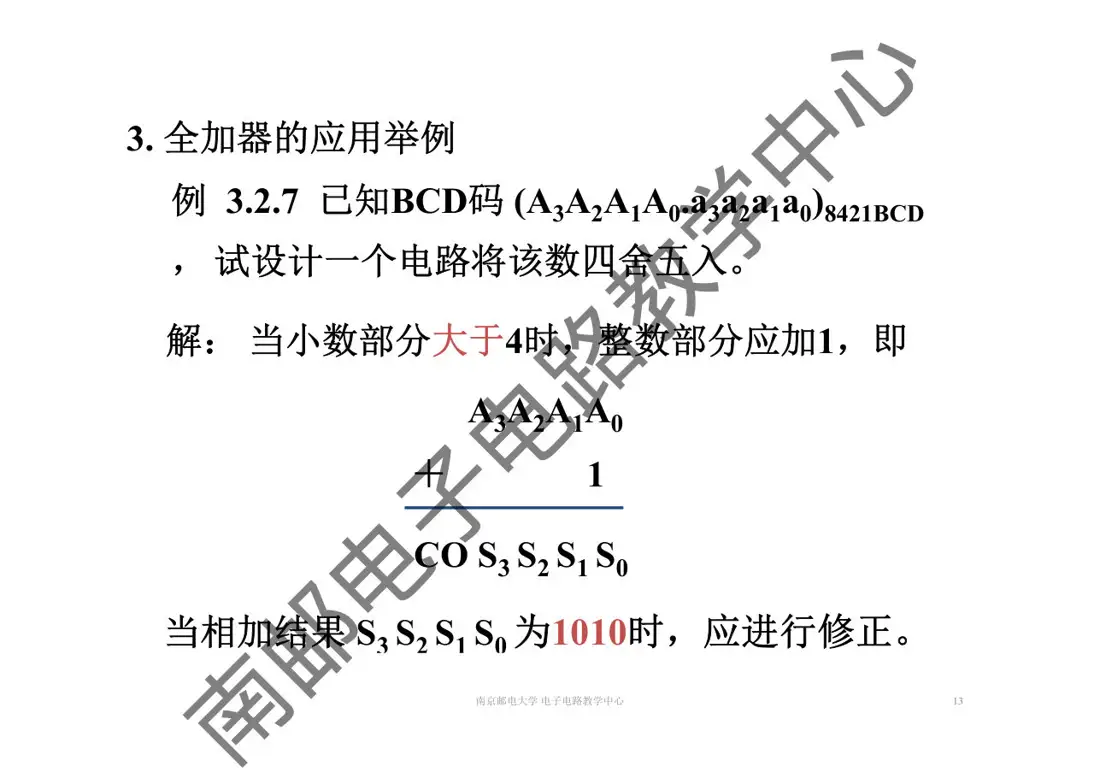 3. 全加器的应用举例
例 3.2.7 已知BCD码 (A₃A₂A₁A₀.a₃a₂a₁a₀)₈₄₂₁BCD
， 试设计一个电路将该数四舍五入。
解： 当小数部分大于4时，整数部分应加1，即
A₃A₂A₁A₀
＋ 1
CO S₃ S₂ S₁ S₀
当相加结果 S₃ S₂ S₁ S₀ 为1010时，应进行修正。
南京邮电大学 电子电路教学中心
13
南邮电子电路教学中心